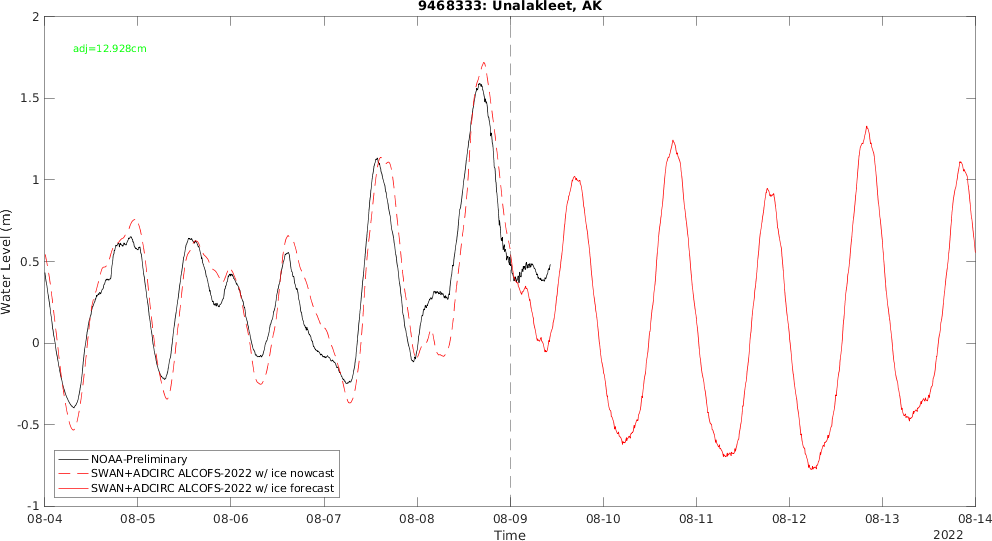 9468333: Unalakleet, AK
adj=12.928cm
2
1.5
1
0.5
0
-0.5
-1
Water Level (m)
NOAA-Preliminary
SWAN+ADCIRC ALCOFS-2022 w/ ice nowcast
SWAN+ADCIRC ALCOFS-2022 w/ ice forecast
08-04 08-05 08-06 08-07 08-08 08-09 08-10 08-11 08-12 08-13 08-14
Time
2022